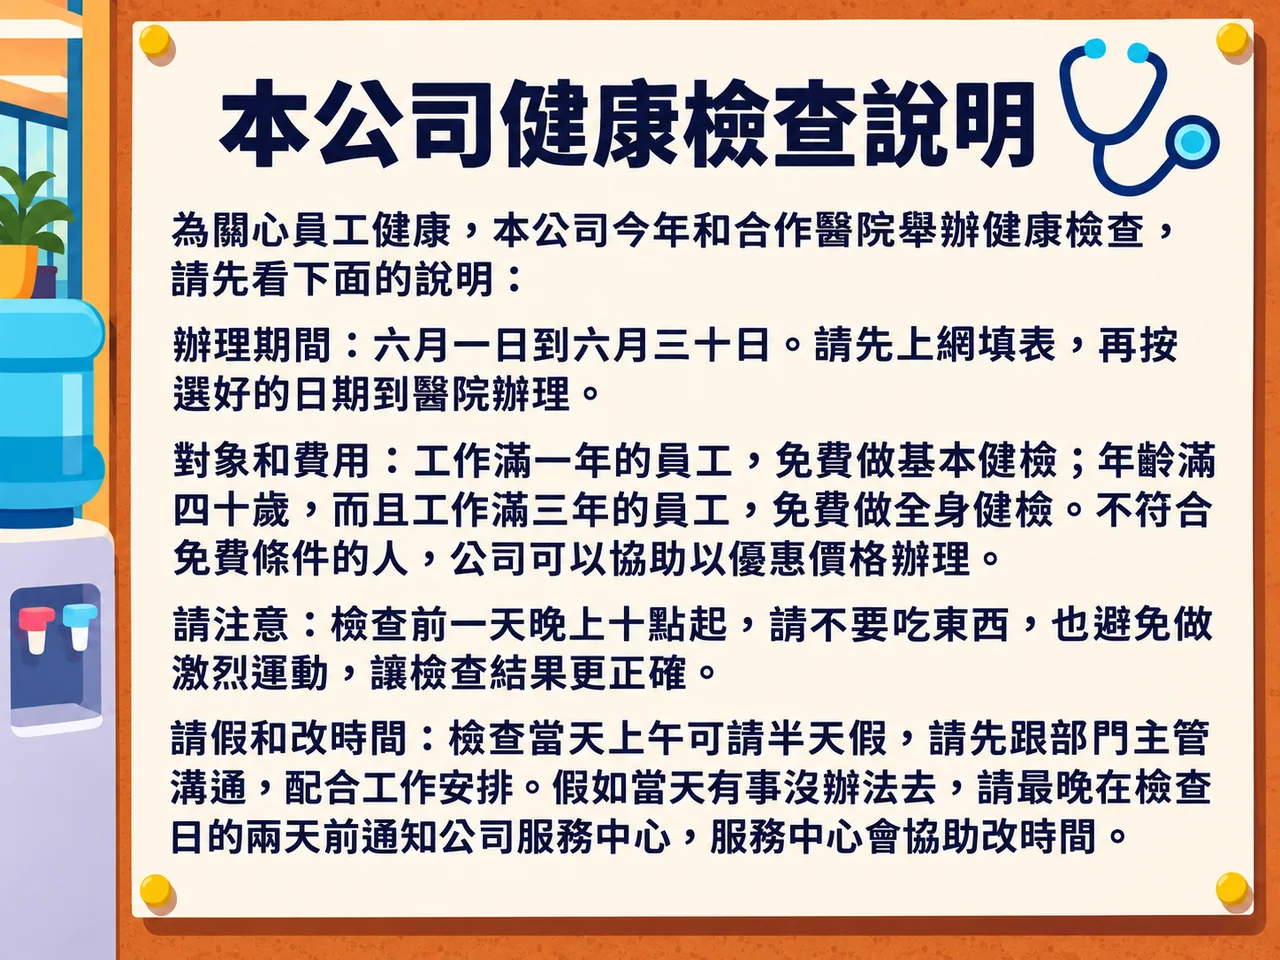 本公司健康檢查說明
為關心員工健康，本公司今年和合作醫院舉辦健康檢查，
請先看下面的說明：
辦理期間：六月一日到六月三十日。請先上網填表，再按
選好的日期到醫院辦理。
對象和費用：工作滿一年的員工，免費做基本健檢；年齡滿
四十歲，而且工作滿三年的員工，免費做全身健檢。不符合
免費條件的人，公司可以協助以優惠價格辦理。
請注意：檢查前一天晚上十點起，請不要吃東西，也避免做
激烈運動，讓檢查結果更正確。
請假和改時間：檢查當天上午可請半天假，請先跟部門主管
溝通，配合工作安排。假如當天有事沒辦法去，請最晚在檢查
日的兩天前通知公司服務中心，服務中心會協助改時間。